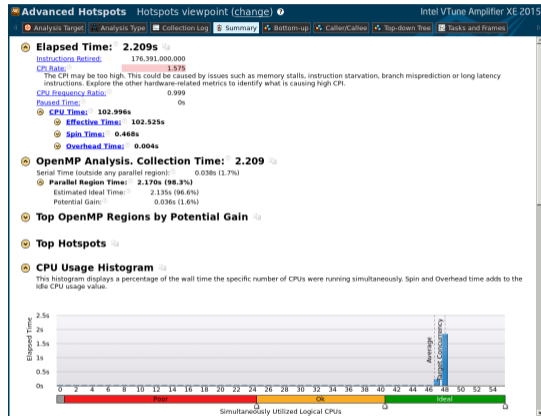 Advanced Hotspots Hotspots viewpoint (change) Intel VTune Amplifier XE 2015
Analysis Target Analysis Type Collection Log Summary Bottom-up Caller/Callee Top-down Tree Tasks and Frames
Elapsed Time: 2.209s
Instructions Retired: 176,391,000,000
CPI Rate: 1.575
The CPI may be too high. This could be caused by issues such as memory stalls, instruction starvation, branch misprediction or long latency
instructions. Explore the other hardware-related metrics to identify what is causing high CPI.
CPU Frequency Ratio: 0.999
Paused Time: 0s
CPU Time: 102.996s
Effective Time: 102.525s
Spin Time: 0.468s
Overhead Time: 0.004s
OpenMP Analysis. Collection Time: 2.209
Serial Time (outside any parallel region): 0.038s (1.7%)
Parallel Region Time: 2.170s (98.3%)
Estimated Ideal Time: 2.135s (96.6%)
Potential Gain: 0.036s (1.6%)
Top OpenMP Regions by Potential Gain
Top Hotspots
CPU Usage Histogram
This histogram displays a percentage of the wall time the specific number of CPUs were running simultaneously. Spin and Overhead time adds to the
Idle CPU usage value.
Elapsed Time
2.5s
2s
1.5s
1s
0.5s
0s
Average
Target Concurrency
0 2 4 6 8 10 12 14 16 18 20 22 24 26 28 30 32 34 36 38 40 42 44 46 48 50 52 54
Poor Ok Ideal
Simultaneously Utilized Logical CPUs